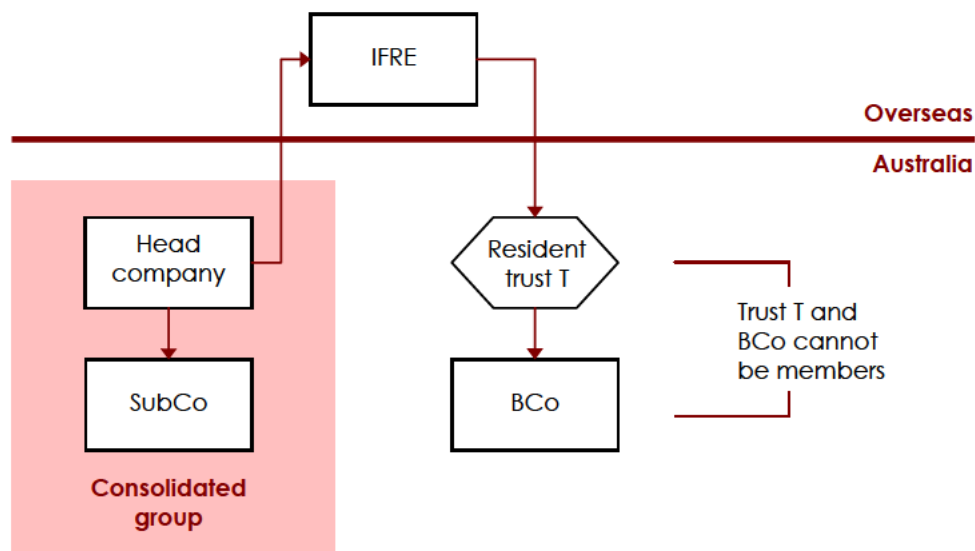 IFRE
Overseas
Australia
Head
company
Resident
trust T
Trust T and
BCo cannot
be members
SubCo
BCo
Consolidated
group